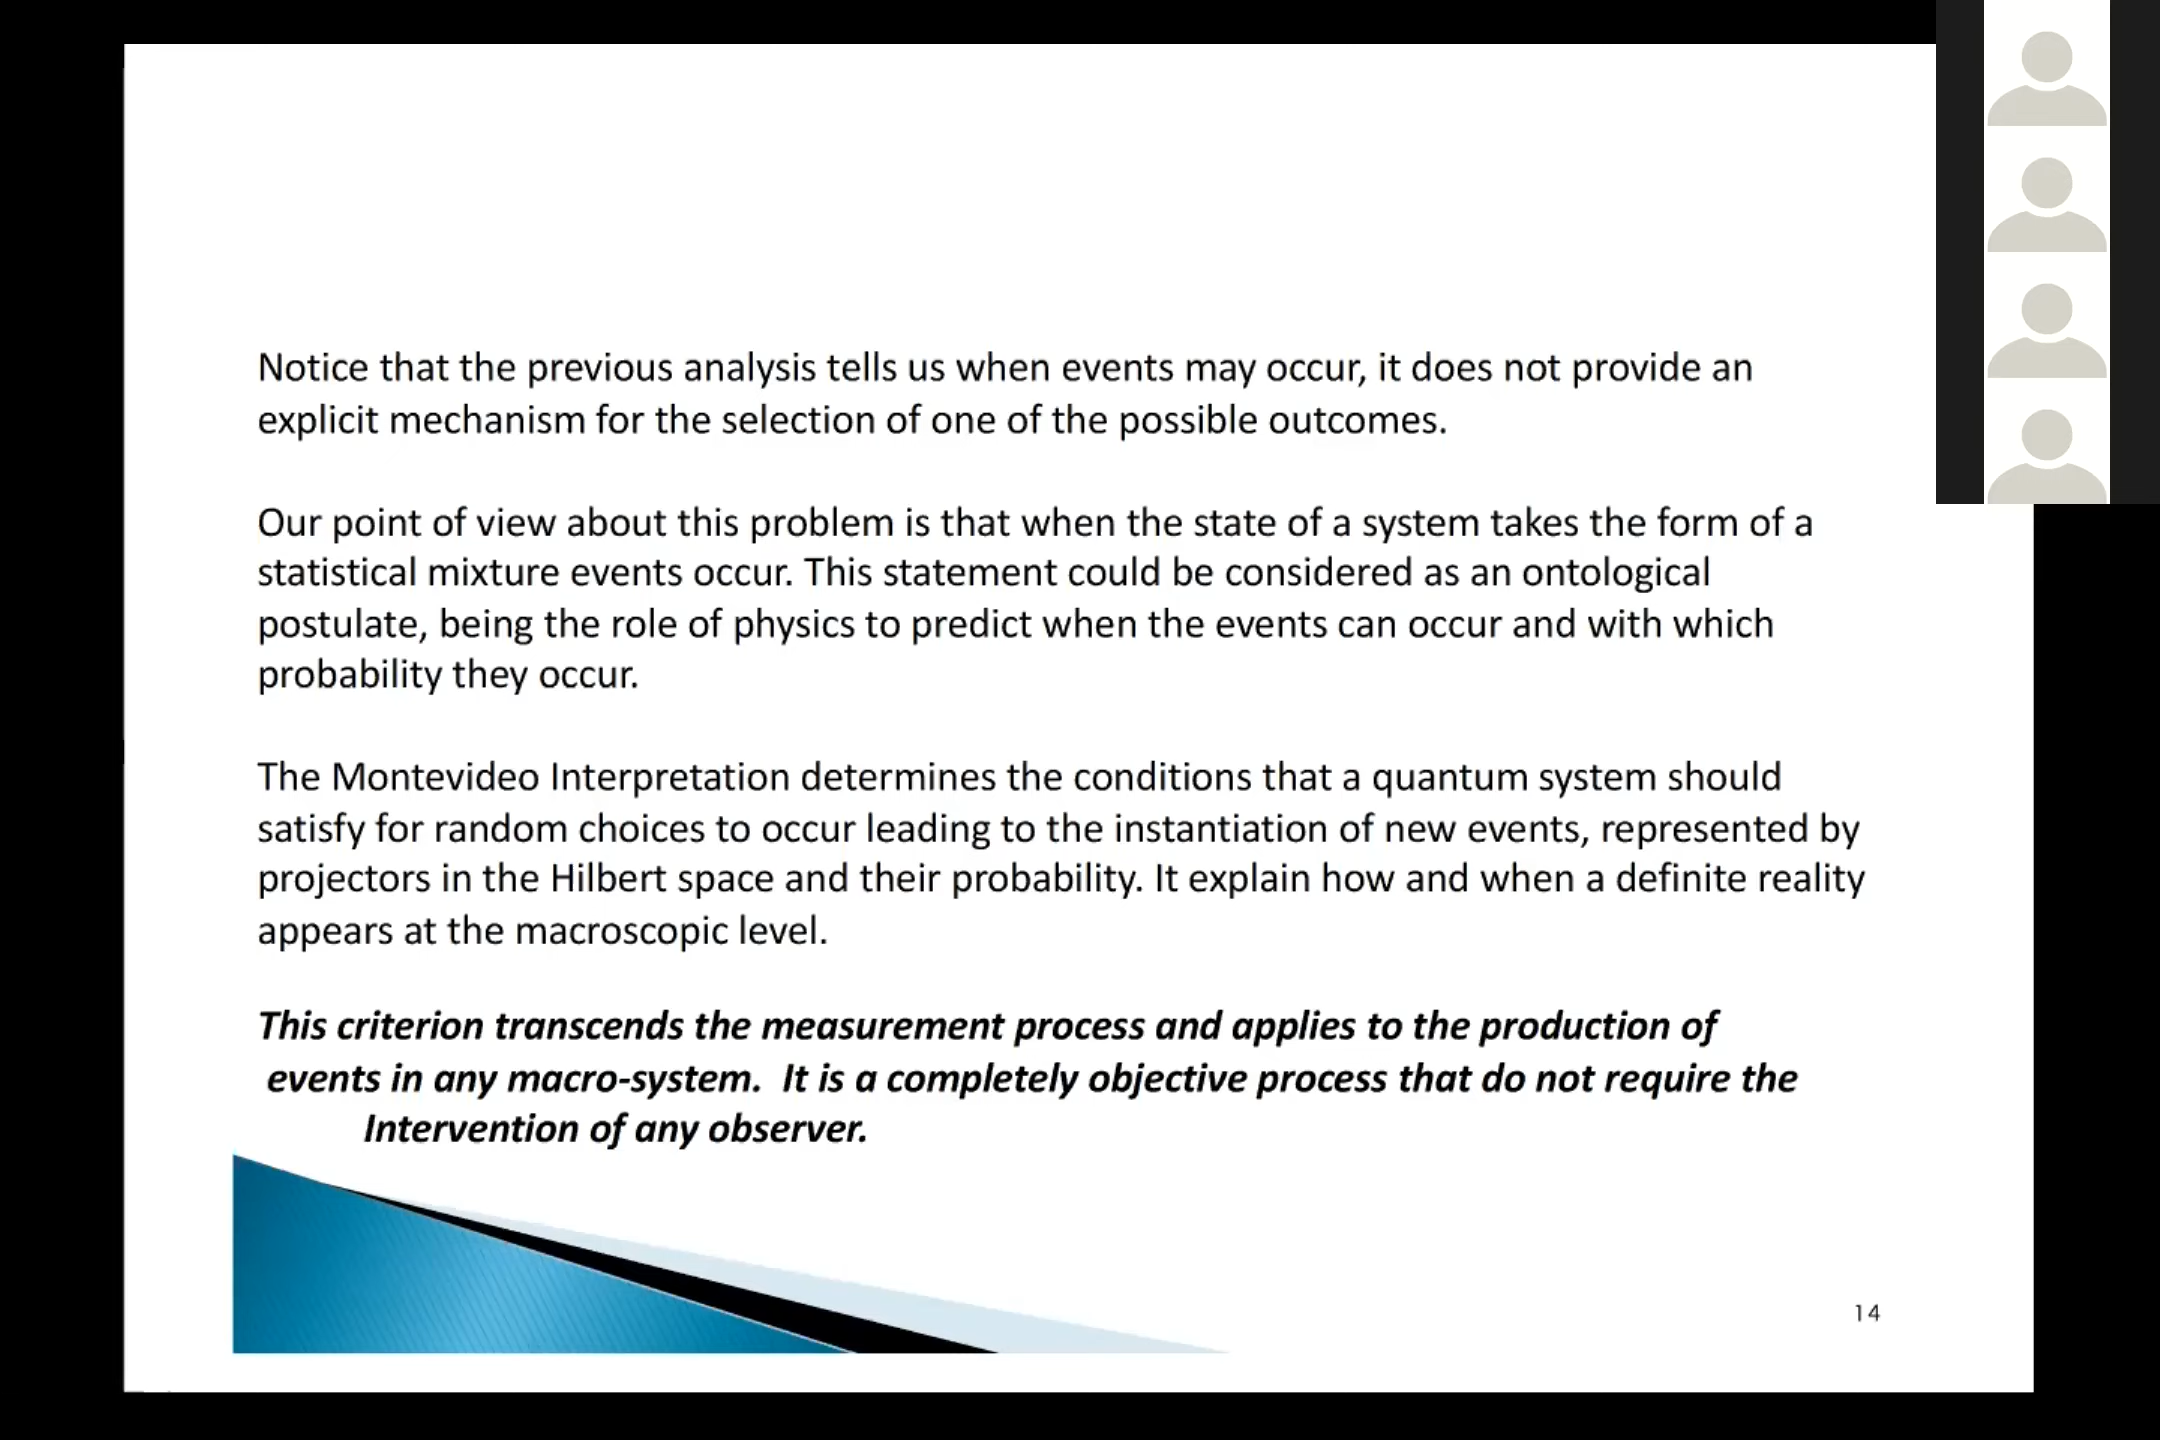 Notice that the previous analysis tells us when events may occur, it does not provide an
explicit mechanism for the selection of one of the possible outcomes.
Our point of view about this problem is that when the state of a system takes the form of a
statistical mixture events occur. This statement could be considered as an ontological
postulate, being the role of physics to predict when the events can occur and with which
probability they occur.
The Montevideo Interpretation determines the conditions that a quantum system should
satisfy for random choices to occur leading to the instantiation of new events, represented by
projectors in the Hilbert space and their probability. It explain how and when a definite reality
appears at the macroscopic level.
This criterion transcends the measurement process and applies to the production of
events in any macro-system. It is a completely objective process that do not require the
Intervention of any observer.
14